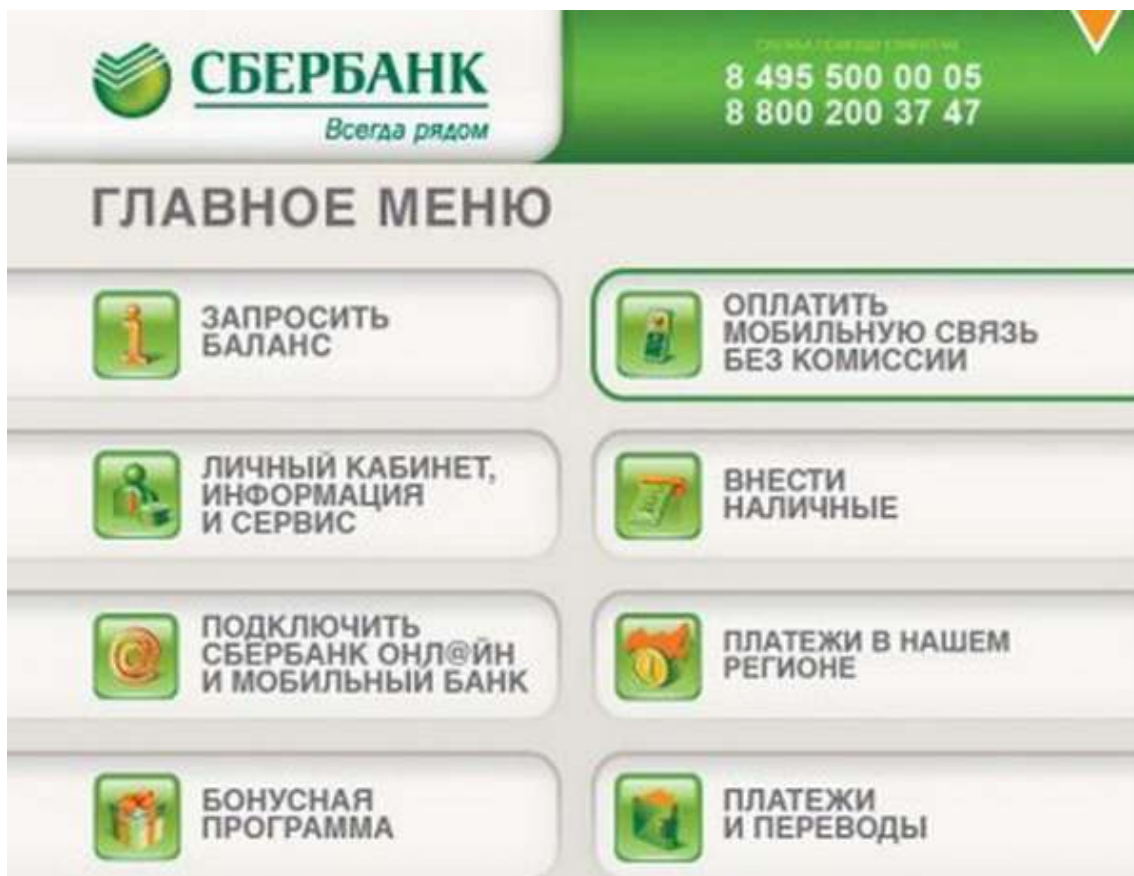 СБЕРБАНК
Всегда рядом
8 495 500 00 05
8 800 200 37 47
ГЛАВНОЕ МЕНЮ
ЗАПРОСИТЬ
БАЛАНС
ОПЛАТИТЬ
МОБИЛЬНУЮ СВЯЗЬ
БЕЗ КОМИССИИ
ЛИЧНЫЙ КАБИНЕТ,
ИНФОРМАЦИЯ
И СЕРВИС
ВНЕСТИ
НАЛИЧНЫЕ
ПОДКЛЮЧИТЬ
СБЕРБАНК ОНЛ@ЙН
И МОБИЛЬНЫЙ БАНК
ПЛАТЕЖИ В НАШЕМ
РЕГИОНЕ
БОНУСНАЯ
ПРОГРАММА
ПЛАТЕЖИ
И ПЕРЕВОДЫ